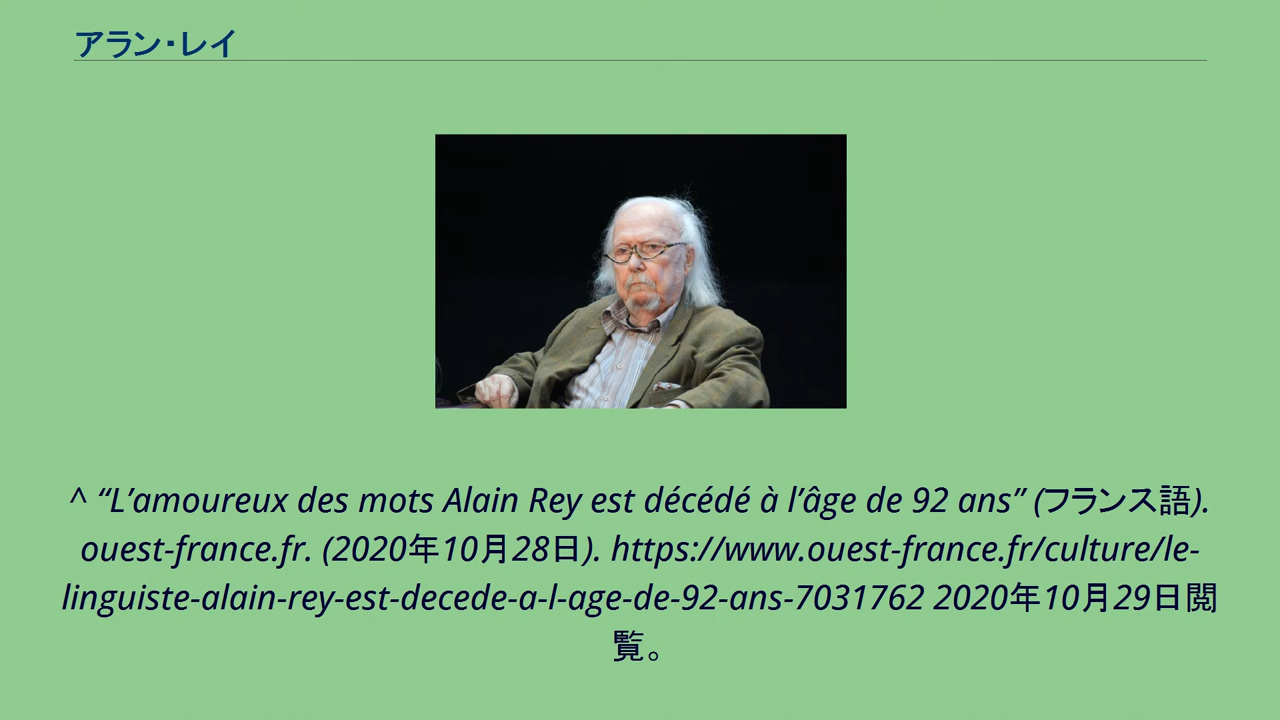 アラン・レイ
^ “L’amoureux des mots Alain Rey est décédé à l’âge de 92 ans” (フランス語).
ouest-france.fr. (2020年10月28日). https://www.ouest-france.fr/culture/le-
linguiste-alain-rey-est-decede-a-l-age-de-92-ans-7031762 2020年10月29日閲
覧。